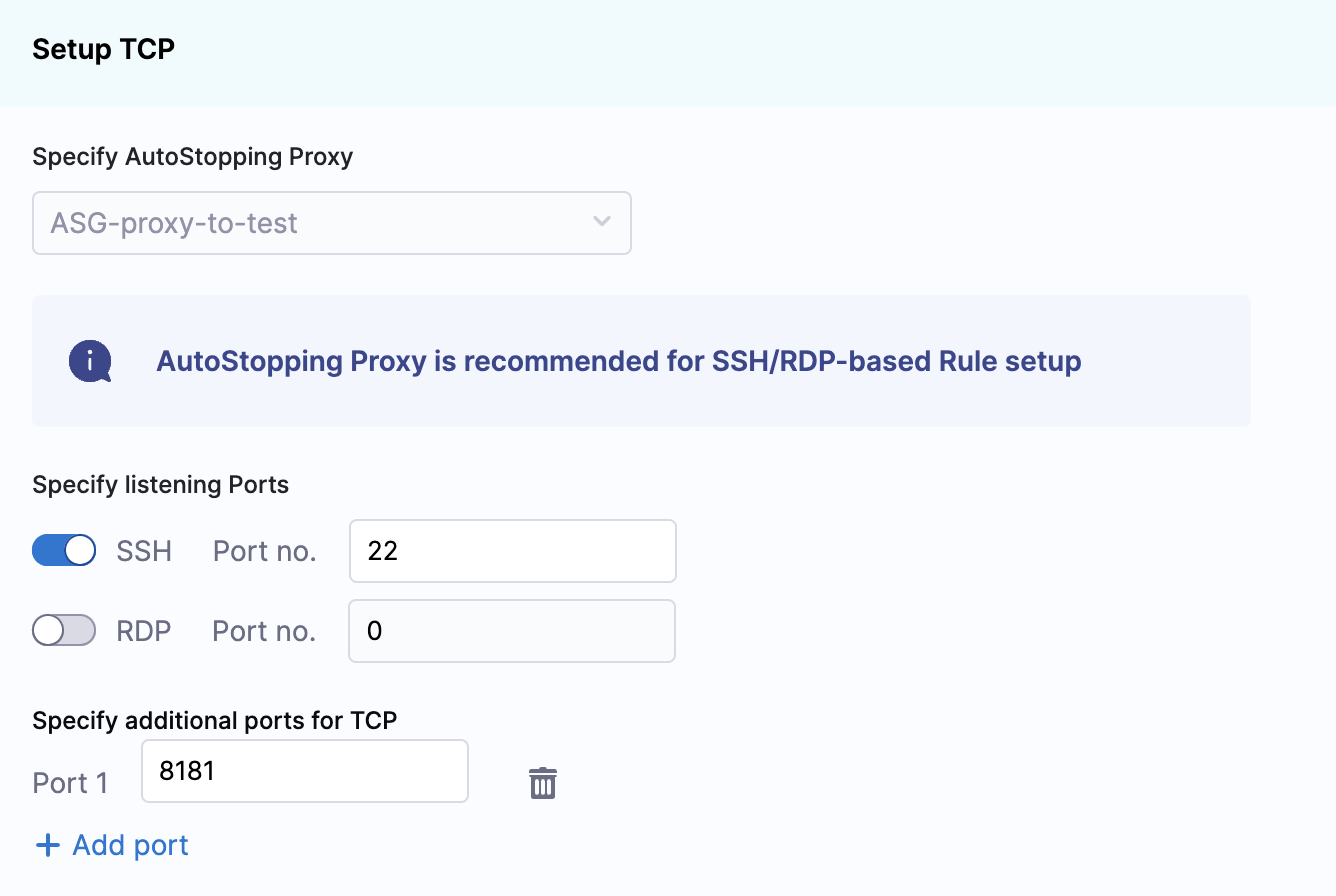 Setup TCP
Specify AutoStopping Proxy
ASG-proxy-to-test
AutoStopping Proxy is recommended for SSH/RDP-based Rule setup
Specify listening Ports
SSH Port no. 22
RDP Port no. 0
Specify additional ports for TCP
Port 1 8181
+ Add port